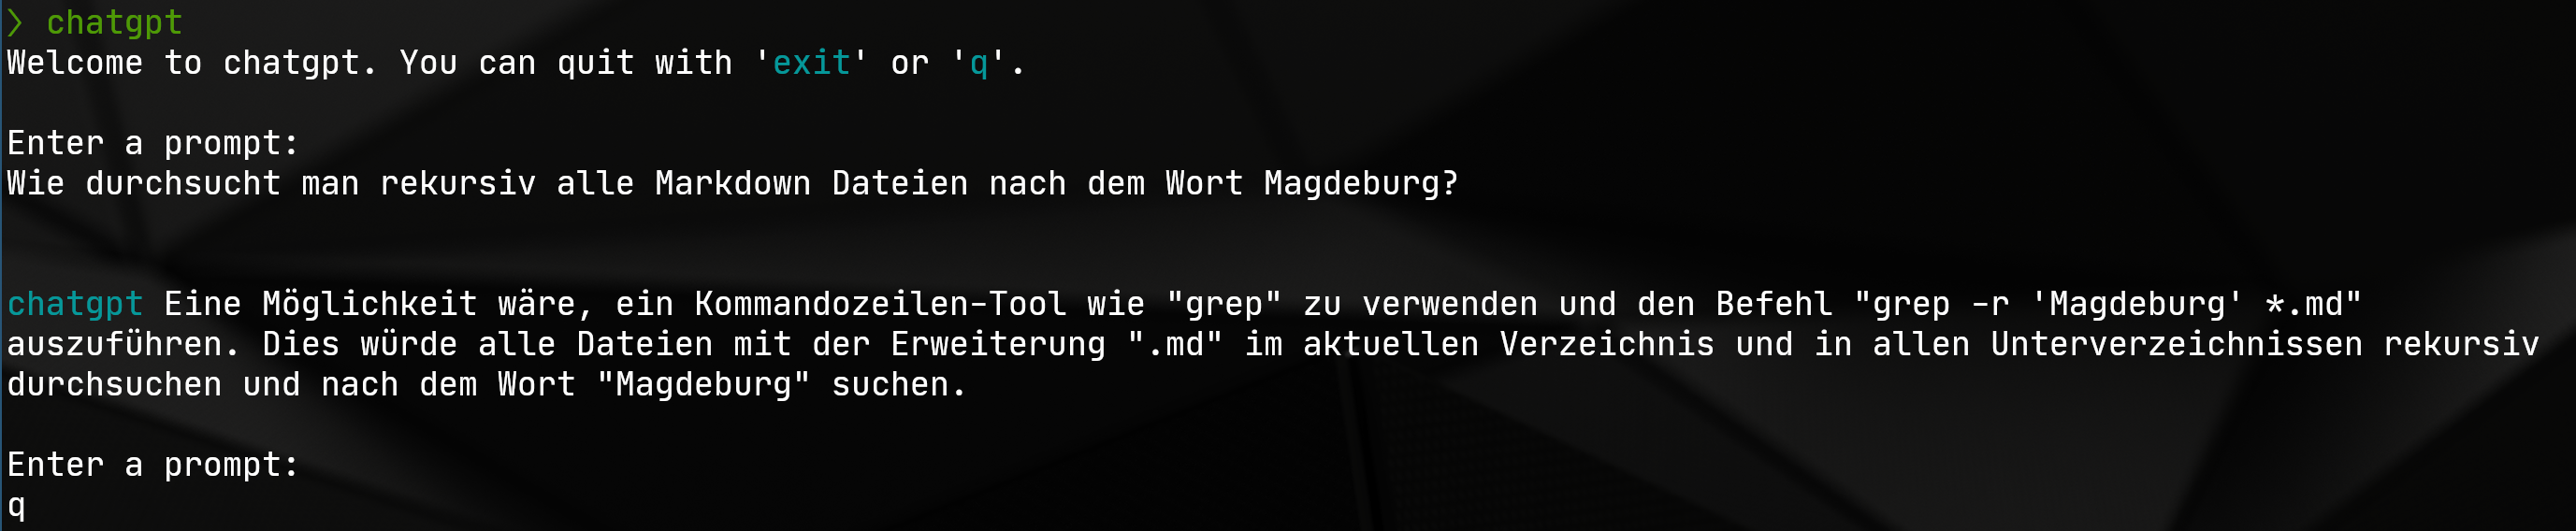 ❯ chatgpt
Welcome to chatgpt. You can quit with 'exit' or 'q'.
Enter a prompt:
Wie durchsucht man rekursiv alle Markdown Dateien nach dem Wort Magdeburg?
chatgpt Eine Möglichkeit wäre, ein Kommandozeilen-Tool wie "grep" zu verwenden und den Befehl "grep -r 'Magdeburg' *.md"
auszuführen. Dies würde alle Dateien mit der Erweiterung ".md" im aktuellen Verzeichnis und in allen Unterverzeichnissen rekursiv
durchsuchen und nach dem Wort "Magdeburg" suchen.
Enter a prompt:
q